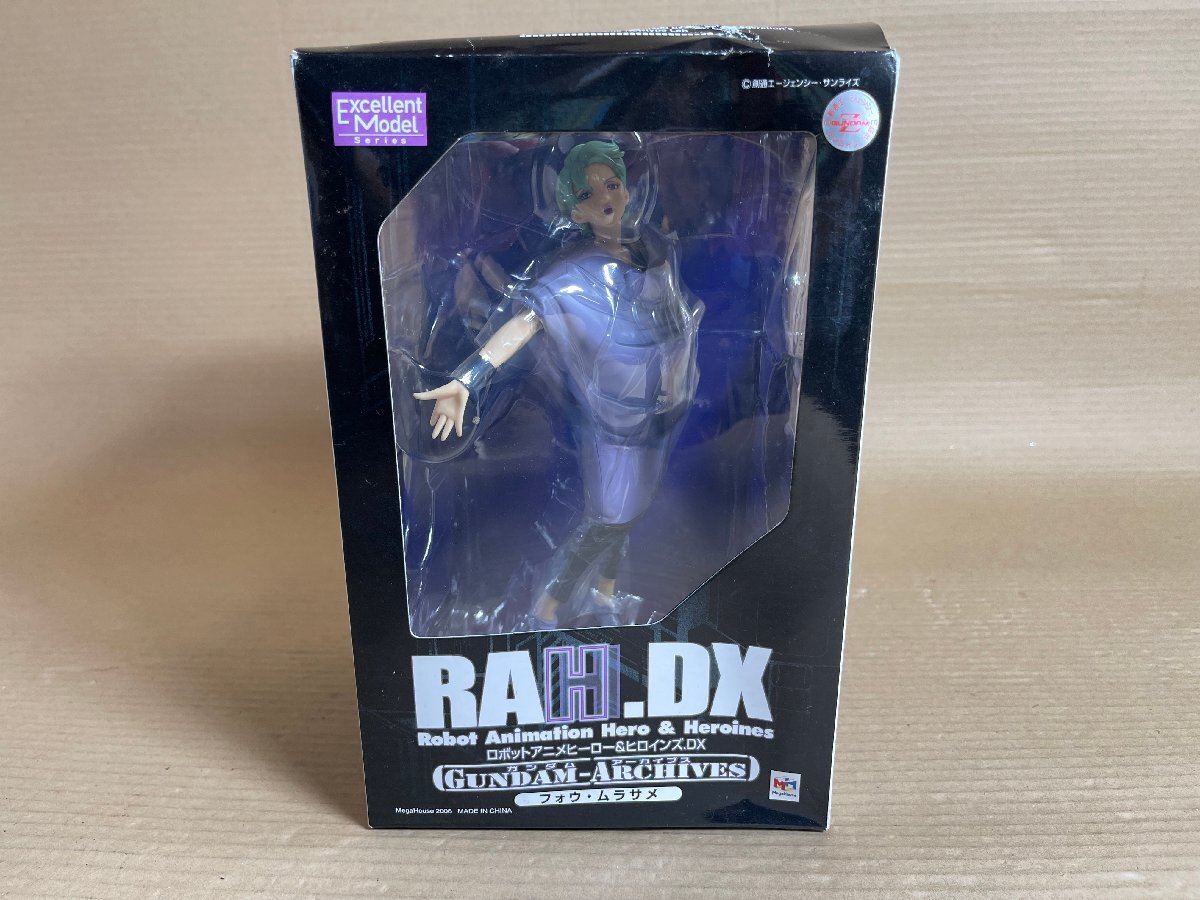 ©創通エージェンシー・サンライズ
Excellent
Model
Series
GUNDAM
Z
RAH.DX
Robot Animation Hero & Heroines
ロボットアニメヒーロー&ヒロインズ.DX
ガンダム アーカイブス
GUNDAM-ARCHIVES
フォウ・ムラサメ
MegaHouse
MegaHouse 2006 MADE IN CHINA